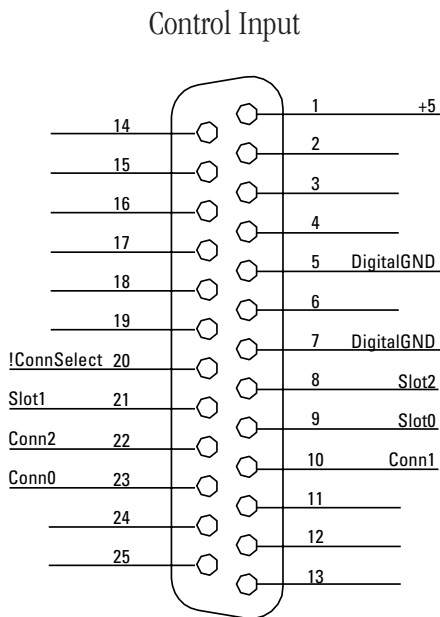 Control Input
1 +5
14
2
15
3
16
4
17
5 DigitalGND
18
6
19
7 DigitalGND
!ConnSelect 20
8 Slot2
Slot1 21
9 Slot0
Conn2 22
10 Conn1
Conn0 23
11
24
12
25
13